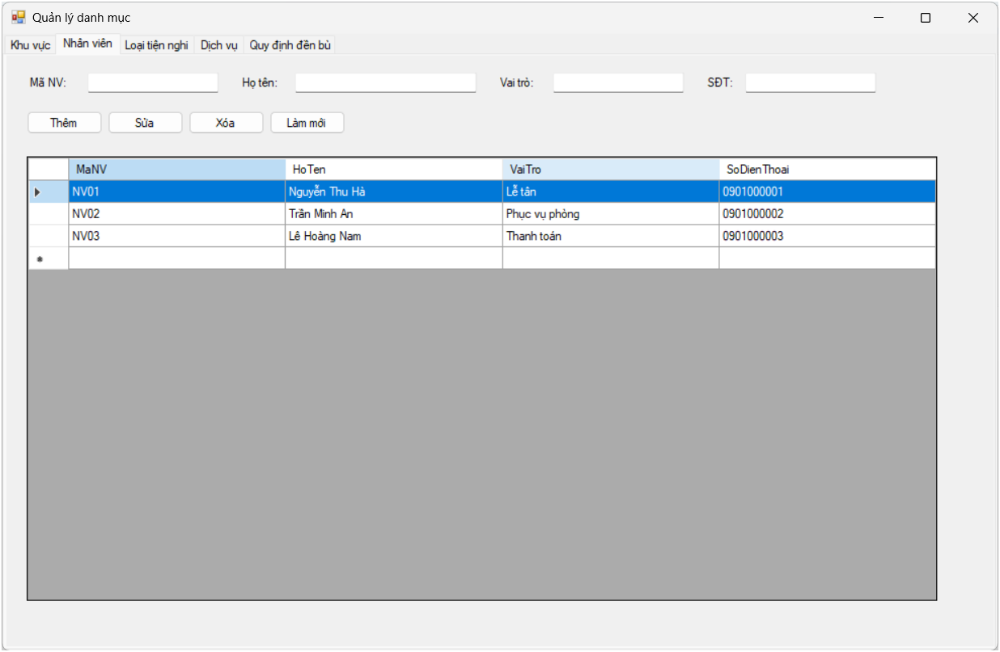 Quản lý danh mục
Khu vực Nhân viên Loại tiện nghi Dịch vụ Quy định đền bù
Mã NV: Họ tên: Vai trò: SĐT:
Thêm Sửa Xóa Làm mới
MaNV HoTen VaiTro SoDienThoai
NV01 Nguyễn Thu Hà Lễ tân 0901000001
NV02 Trần Minh An Phục vụ phòng 0901000002
NV03 Lê Hoàng Nam Thanh toán 0901000003